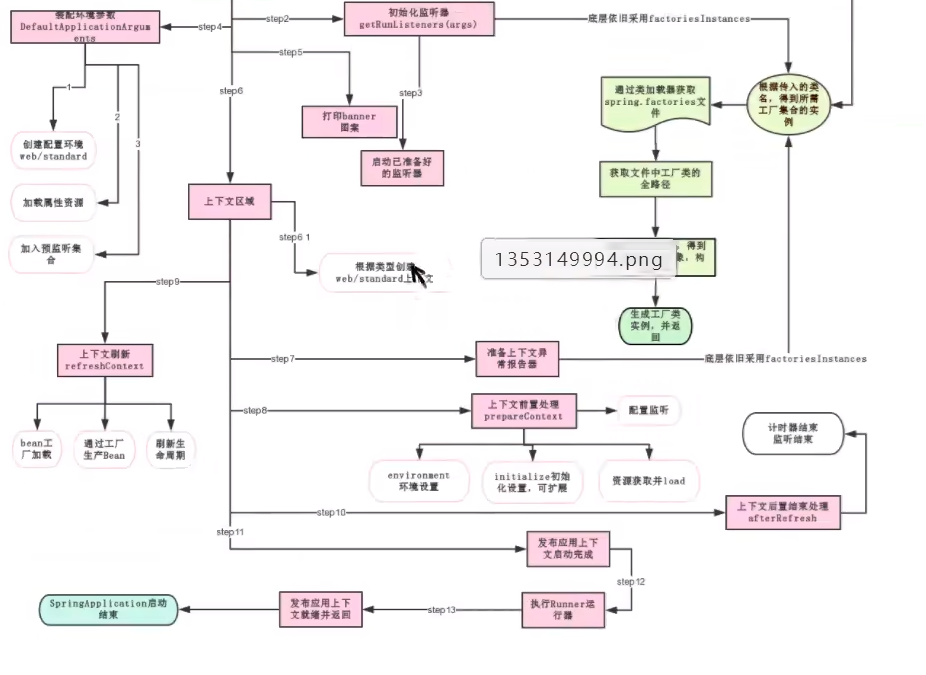 装配环境参数
DefaultApplicationArgum
ents
step4
step2
初始化监听器
getRunListeners(args)
底层依旧采用factoriesInstances
step5
step6
step3
1
2
3
打印banner
图案
启动已准备好
的监听器
通过类加载器获取
spring.factories文
件
根据传入的类
名，得到所需
工厂集合的实
例
创建配置环境
web/standard
加载属性资源
加入预监听集
合
获取文件中工厂类的
全路径
上下文区域
step6 1
根据类型创建
web/standard上下文
1353149994.png
，得到
象，构
生成工厂类
实例，并返
回
step9
上下文刷新
refreshContext
step7
准备上下文异
常报告器
底层依旧采用factoriesInstances
step8
上下文前置处理
prepareContext
配置监听
计时器结束
监听结束
bean工
厂加载
通过工厂
生产Bean
刷新生
命周期
environment
环境设置
initialize初始
化设置，可扩展
资源获取并load
step10
上下文后置结束处理
afterRefresh
step11
发布应用上下
文启动完成
step12
SpringApplication启动
结束
发布应用上下
文就绪并返回
step13
执行Runner运
行器